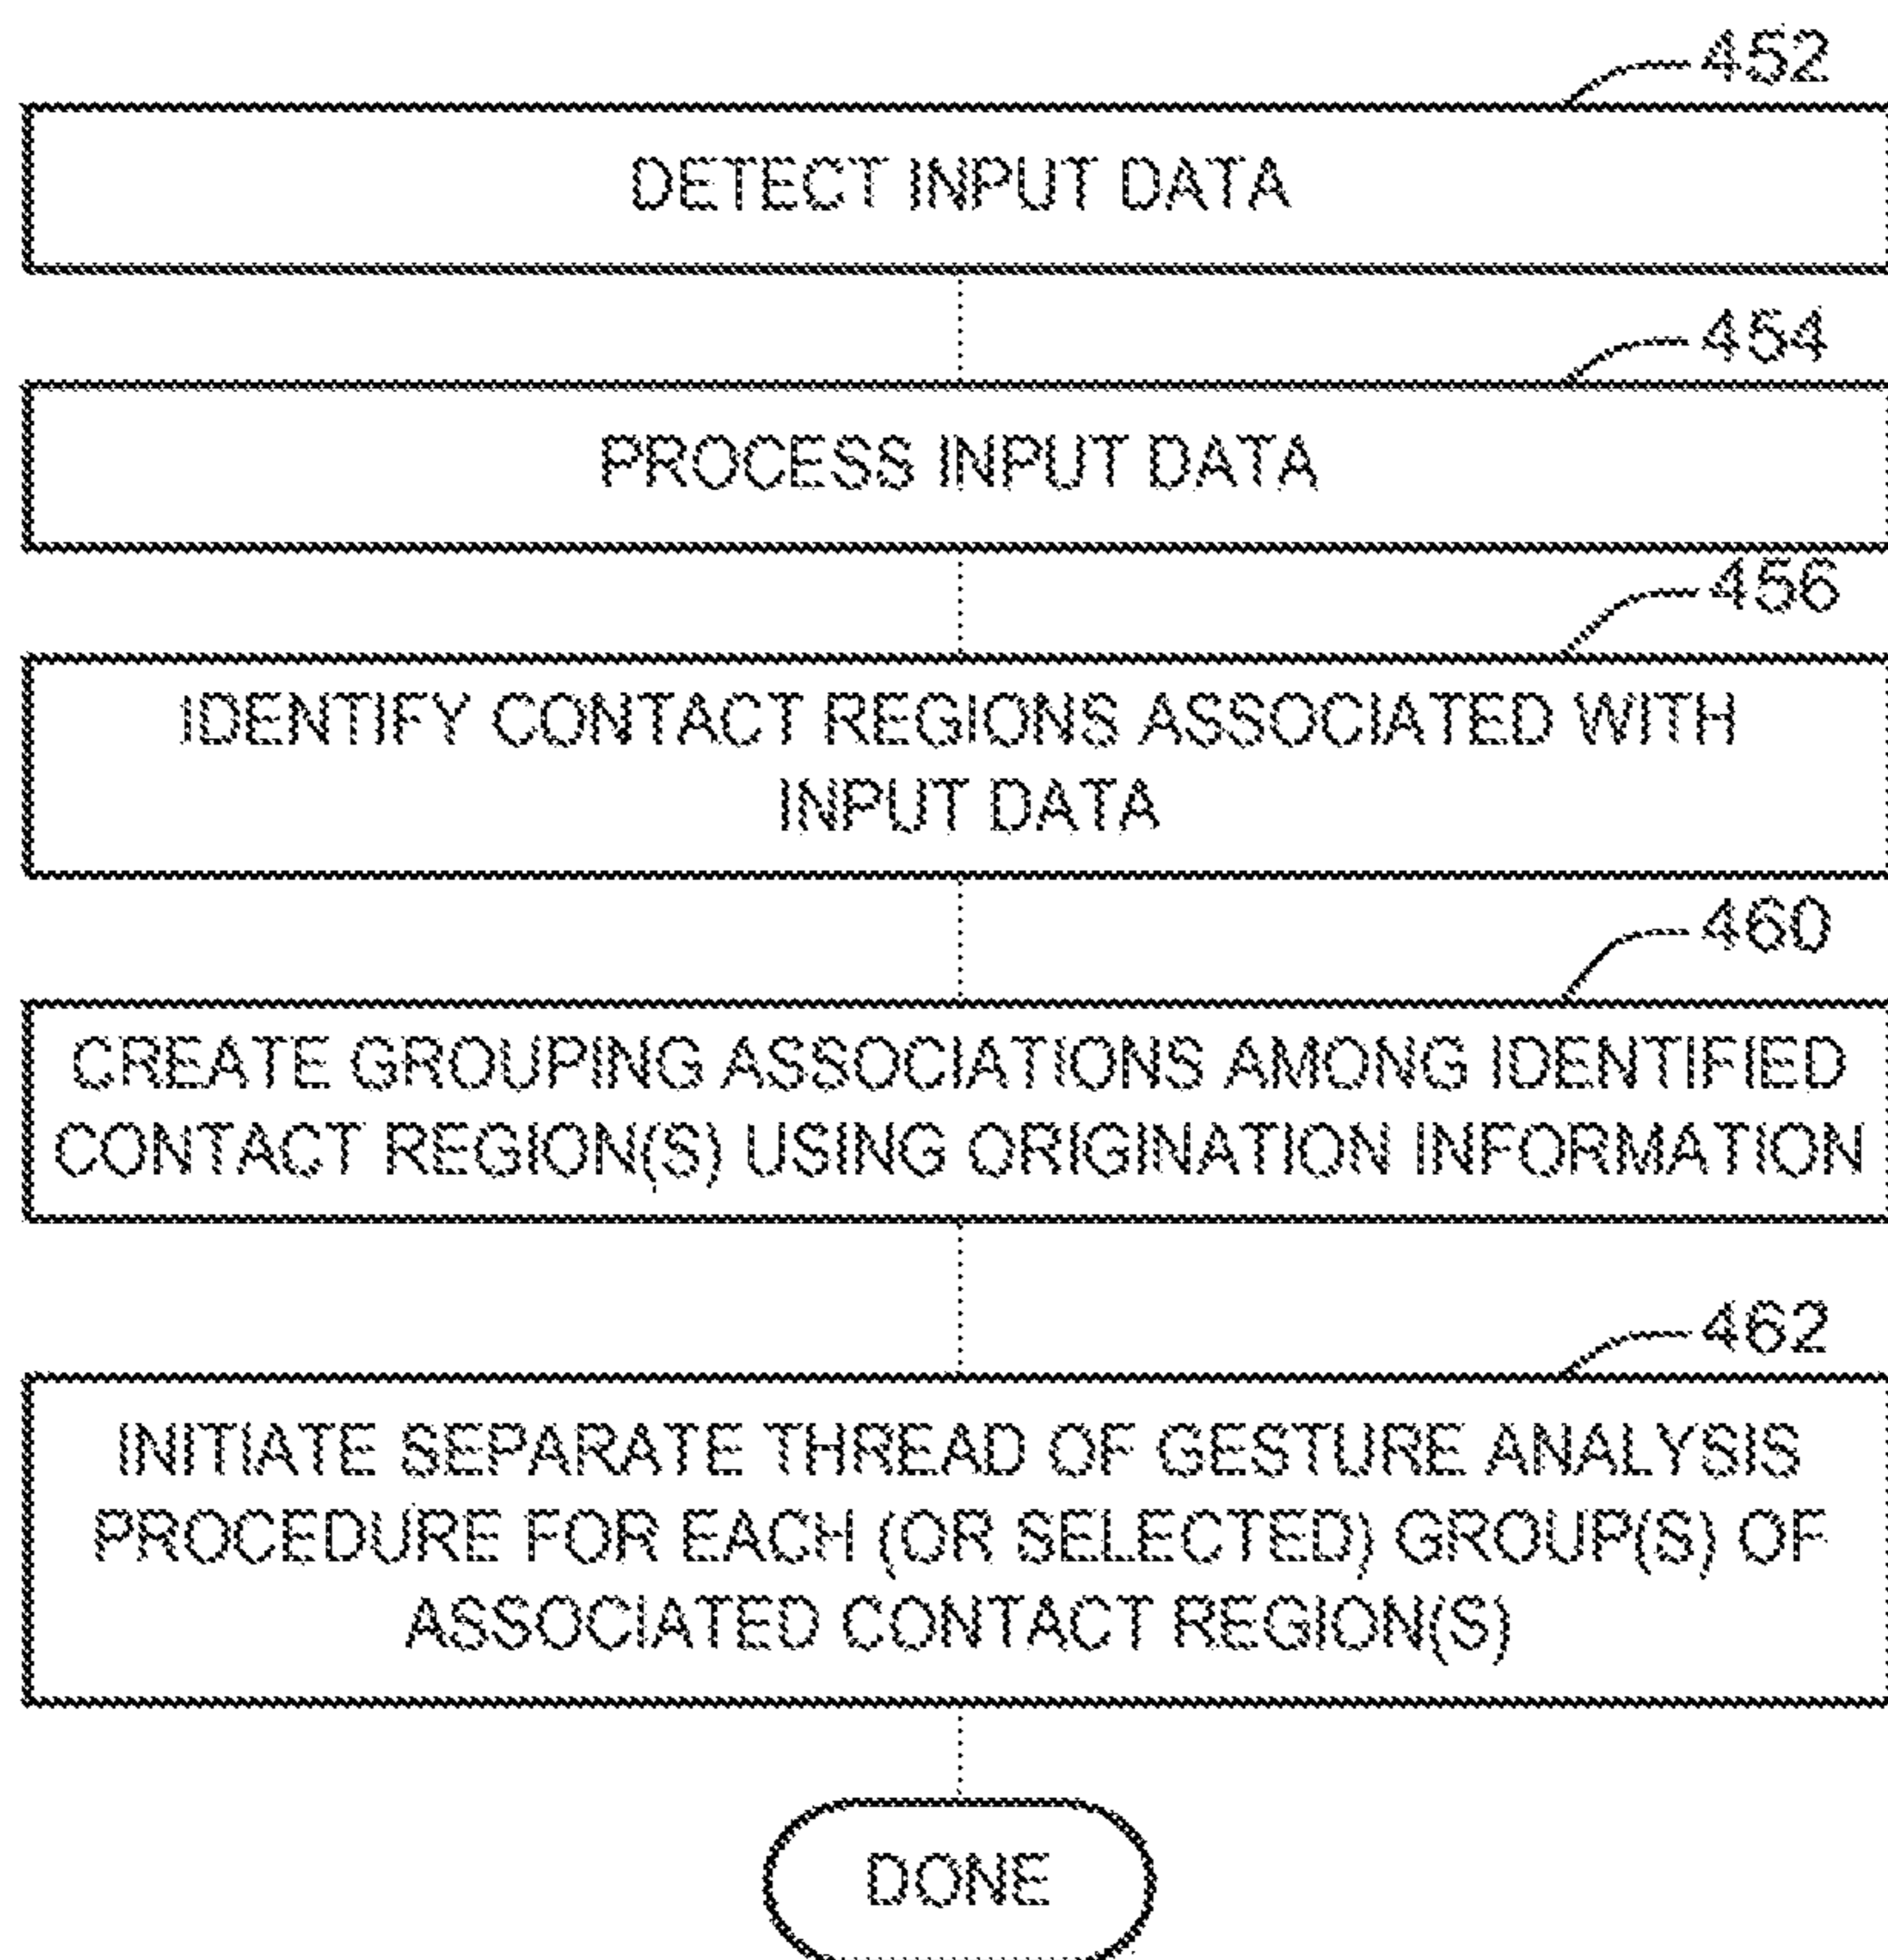 452
DETECT INPUT DATA
454
PROCESS INPUT DATA
456
IDENTIFY CONTACT REGIONS ASSOCIATED WITH
INPUT DATA
460
CREATE GROUPING ASSOCIATIONS AMONG IDENTIFIED
CONTACT REGION(S) USING ORIGINATION INFORMATION
462
INITIATE SEPARATE THREAD OF GESTURE ANALYSIS
PROCEDURE FOR EACH (OR SELECTED) GROUP(S) OF
ASSOCIATED CONTACT REGION(S)
DONE